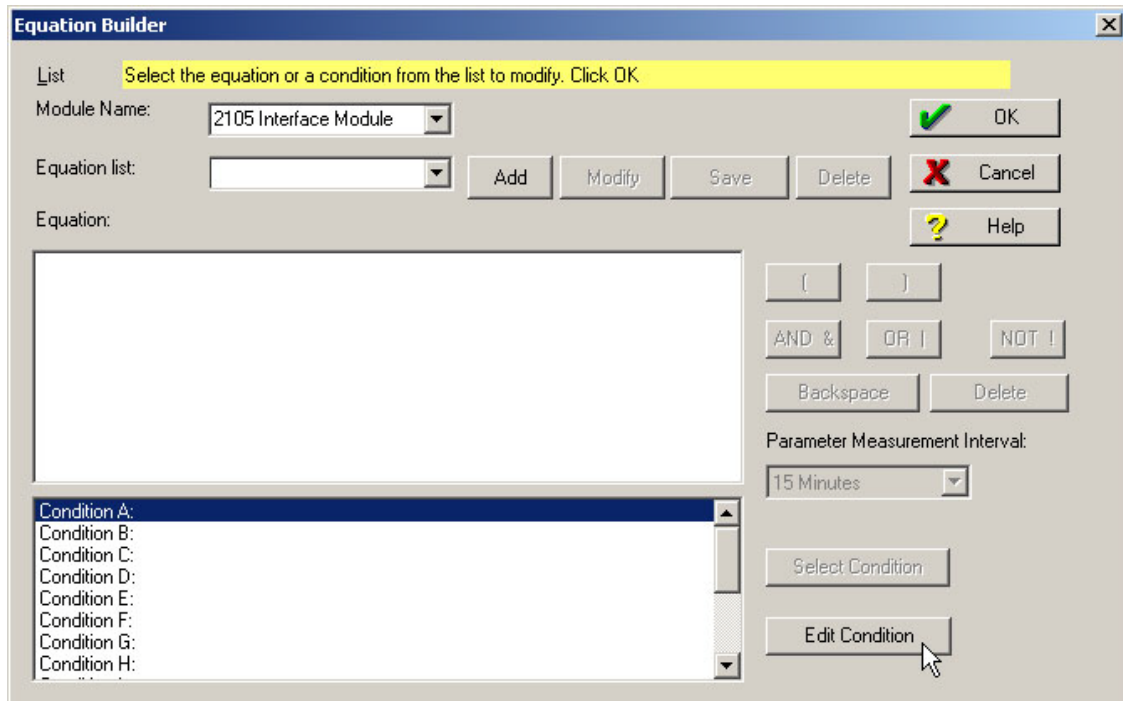 Equation Builder
List Select the equation or a condition from the list to modify. Click OK
Module Name: 2105 Interface Module OK
Equation list: Add Modify Save Delete Cancel
Equation: Help
( )
AND & OR | NOT !
Backspace Delete
Parameter Measurement Interval:
15 Minutes
Condition A:
Condition B:
Condition C:
Condition D:
Condition E:
Condition F:
Condition G:
Condition H:
Select Condition
Edit Condition